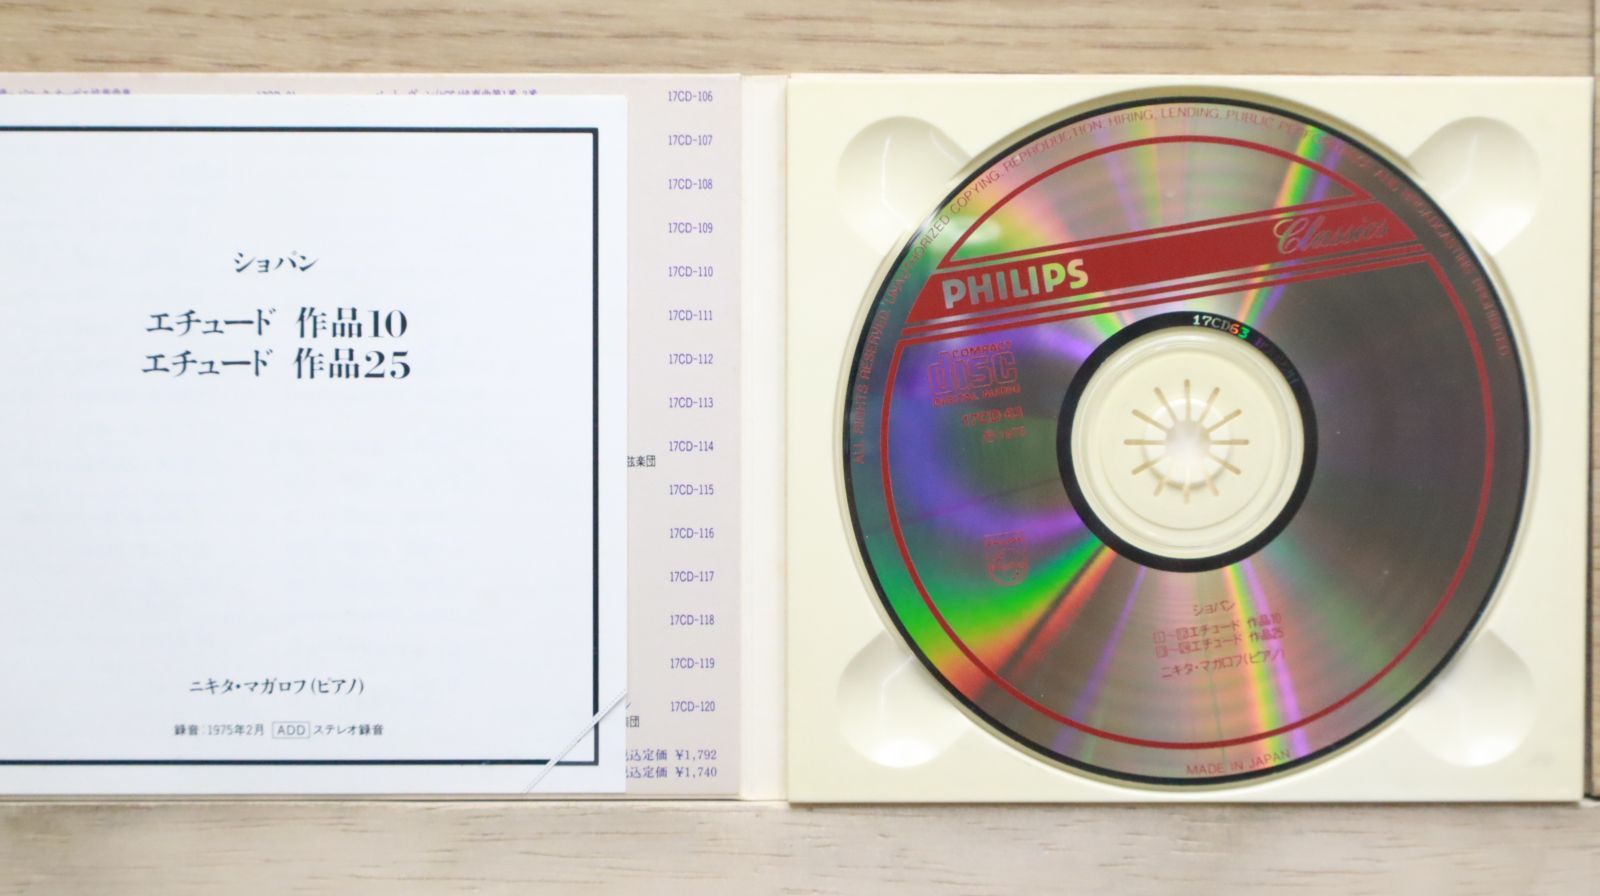 17CD-106
17CD-107
17CD-108
17CD-109
17CD-110
17CD-111
17CD-112
17CD-113
17CD-114
弦楽団
17CD-115
17CD-116
17CD-117
17CD-118
17CD-119
17CD-120
団
込定価 ¥1,792
込定価 ¥1,740
ショパン
エチュード 作品10
エチュード 作品25
ニキタ・マガロフ(ピアノ)
録音:1975年2月 ADD ステレオ録音
ALL RIGHTS RESERVED. UNAUTHORIZED COPYING, REPRODUCTION, HIRING, LENDING, PUBLIC PERFORMANCE AND BROADCASTING PROHIBITED
PHILIPS Classics
17CD63
COMPACT
DISC
DIGITAL AUDIO
17CD-63
PHILIPS
ショパン
エチュード 作品10
エチュード 作品25
ニキタ・マガロフ(ピアノ)
MADE IN JAPAN